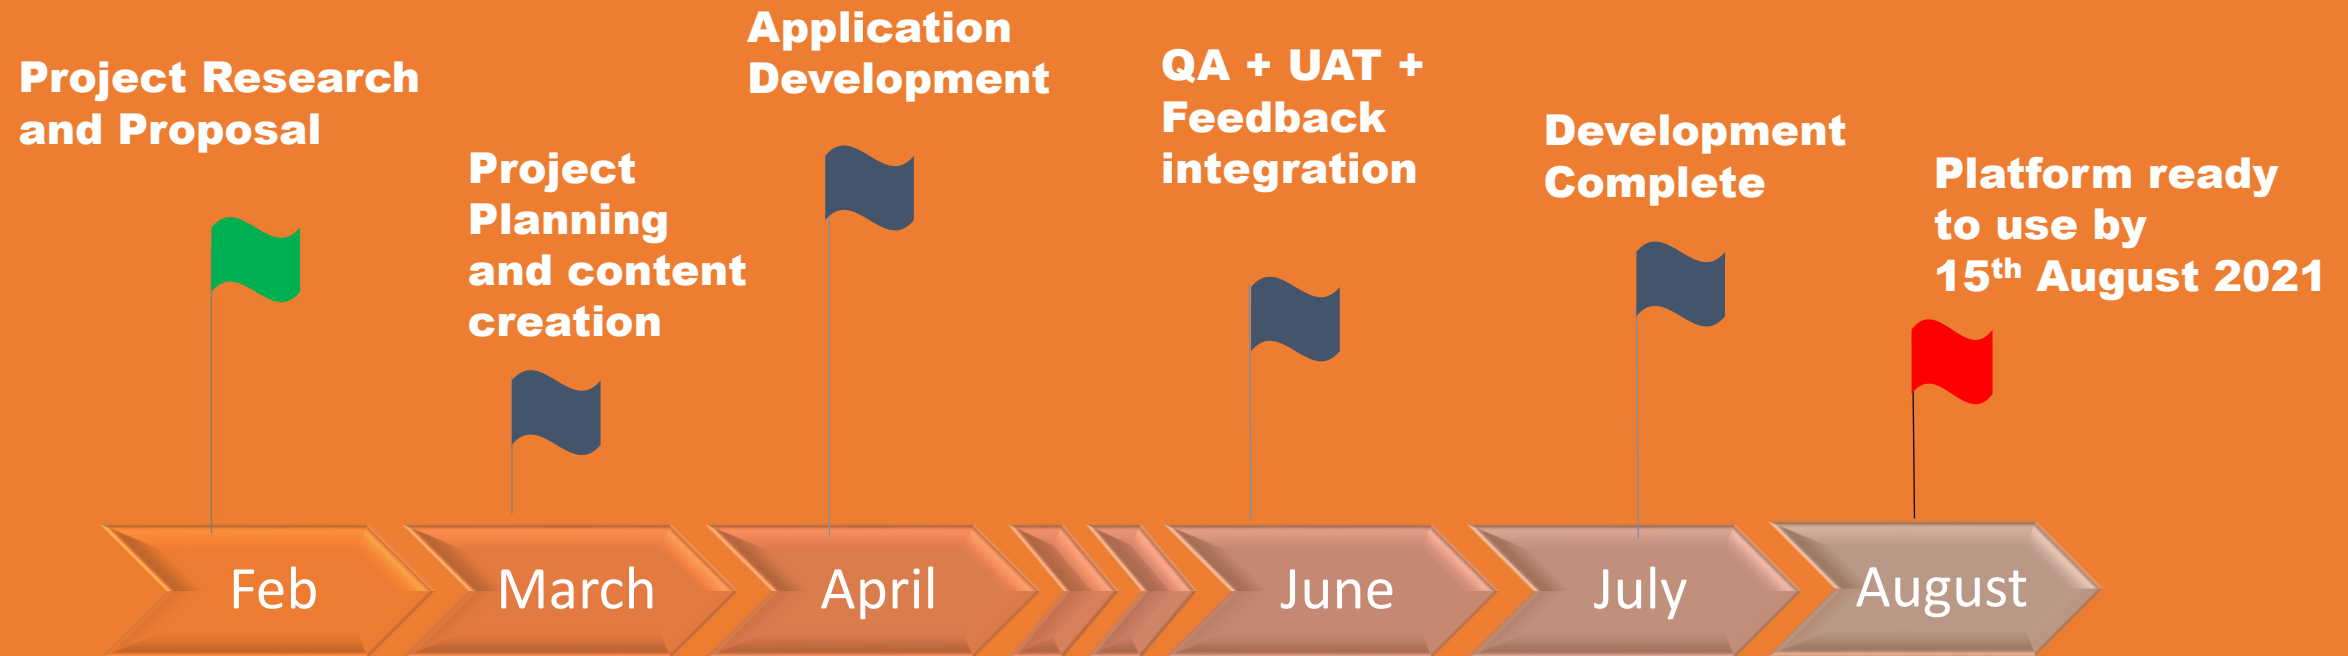 Project Research
and Proposal
Project
Planning
and content
creation
Application
Development
QA + UAT +
Feedback
integration
Development
Complete
Platform ready
to use by
15th August 2021
Feb
March
April
June
July
August